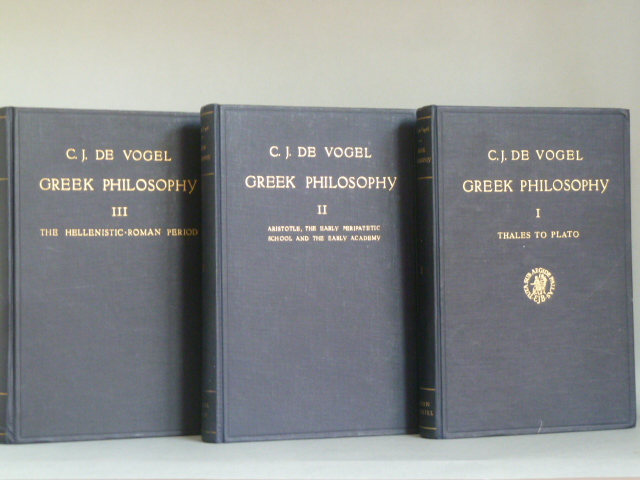 C. J. DE VOGEL
GREEK PHILOSOPHY
III
THE HELLENISTIC-ROMAN PERIOD
C. J. DE VOGEL
GREEK PHILOSOPHY
II
ARISTOTLE, THE EARLY PERIPATETIC
SCHOOL AND THE EARLY ACADEMY
C. J. DE VOGEL
GREEK PHILOSOPHY
I
THALES TO PLATO